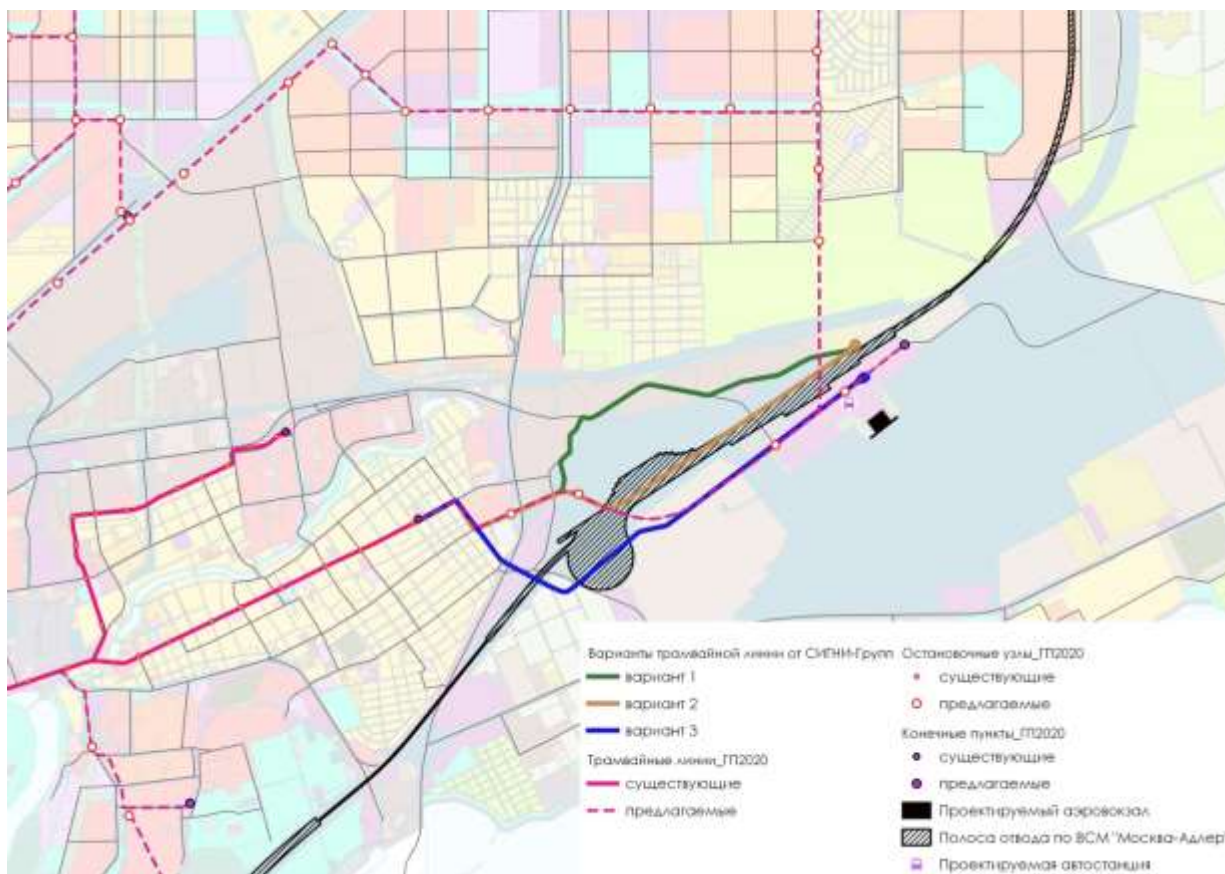 Варианты трамвайной линии от СИГНИ-Групп
вариант 1
вариант 2
вариант 3
Трамвайные линии_ГП2020
существующие
предлагаемые
Остановочные узлы_ГП2020
существующие
предлагаемые
Конечные пункты_ГП2020
существующие
предлагаемые
Проектируемый аэровокзал
Полоса отвода по ВСМ "Москва-Адлер"
Проектируемая автостанция